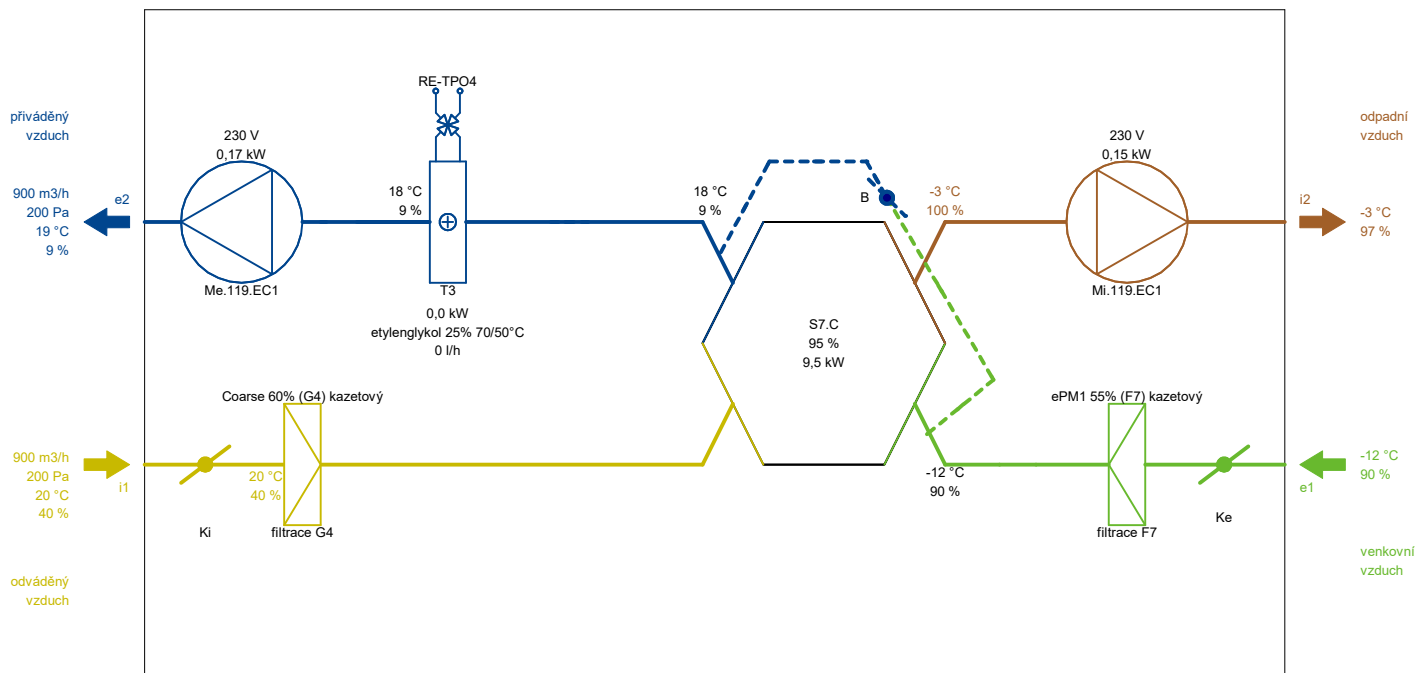 RE-TPO4
přiváděný
vzduch
230 V
0,17 kW
900 m3/h
200 Pa
19 °C
9 %
e2
18 °C
9 %
18 °C
9 %
B
-3 °C
100 %
230 V
0,15 kW
odpadní
vzduch
i2
-3 °C
97 %
Me.119.EC1
T3
Mi.119.EC1
0,0 kW
etylenglykol 25% 70/50°C
0 l/h
S7.C
95 %
9,5 kW
Coarse 60% (G4) kazetový
ePM1 55% (F7) kazetový
900 m3/h
200 Pa
20 °C
40 %
i1
20 °C
40 %
-12 °C
90 %
-12 °C
90 %
e1
Ki
filtrace G4
filtrace F7
Ke
odváděný
vzduch
venkovní
vzduch